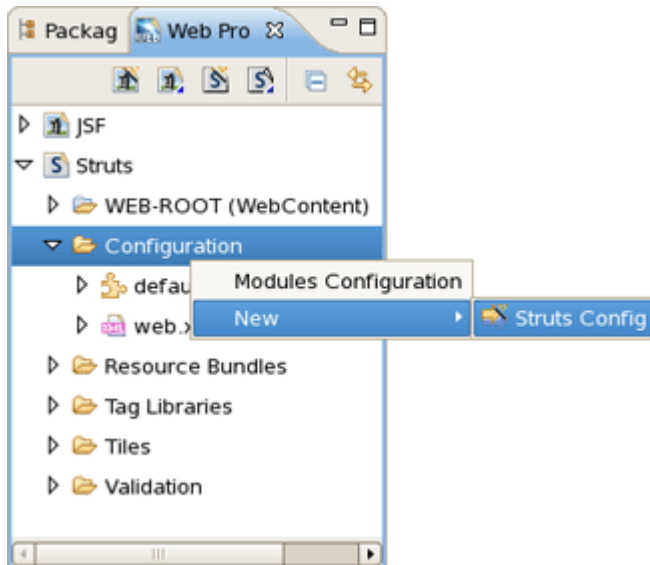 Packag Web Pro
JSF
Struts
WEB-ROOT (WebContent)
Configuration
defau
Modules Configuration
web.x
New
Struts Config
Resource Bundles
Tag Libraries
Tiles
Validation